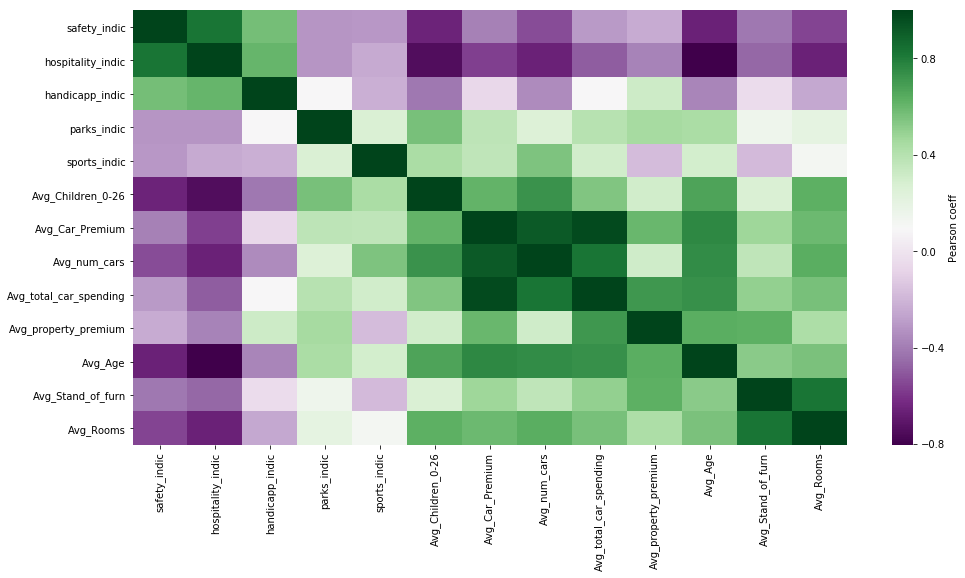 safety_indic
hospitality_indic
handicapp_indic
parks_indic
sports_indic
Avg_Children_0-26
Avg_Car_Premium
Avg_num_cars
Avg_total_car_spending
Avg_property_premium
Avg_Age
Avg_Stand_of_furn
Avg_Rooms
safety_indic
hospitality_indic
handicapp_indic
parks_indic
sports_indic
Avg_Children_0-26
Avg_Car_Premium
Avg_num_cars
Avg_total_car_spending
Avg_property_premium
Avg_Age
Avg_Stand_of_furn
Avg_Rooms
0.8
0.4
0.0
−0.4
−0.8
Pearson coeff